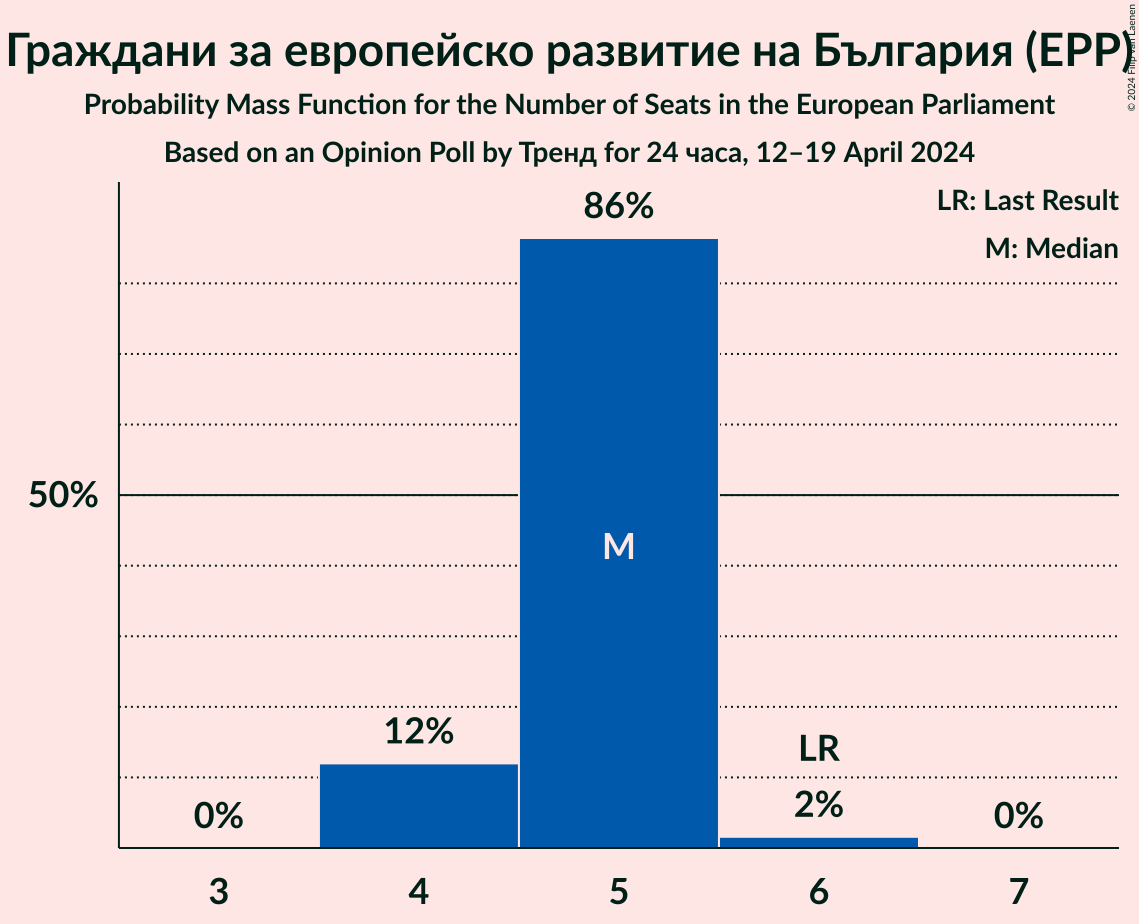 Граждани за европейско развитие на България (EPP)
© 2024 Filip van Laenen
Probability Mass Function for the Number of Seats in the European Parliament
Based on an Opinion Poll by Тренд for 24 часа, 12–19 April 2024
LR: Last Result
M: Median
86%
50%
M
12%
LR
0%
2%
0%
3 4 5 6 7